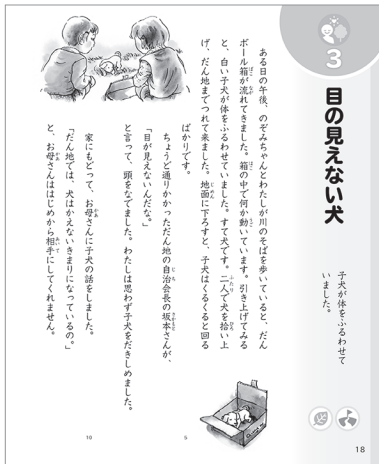 3
目の見えない犬
子犬が体をふるわせて
いました。
ある日の午後、のぞみちゃんとわたしが川のそばを歩いていると、だん
ボール箱が流れてきました。箱の中で何か動いています。引き上げてみる
と、白い子犬が体をふるわせていました。すて犬です。二人で犬を拾い上
げ、だん地までつれて来ました。地面に下ろすと、子犬はくるくると回る
ばかりです。
ちょうど通りかかっただん地の自治会長の坂本さんが、
「目が見えないんだな。」
と言って、頭をなでました。わたしは思わず子犬をだきしめました。
家にもどって、お母さんに子犬の話をしました。
「だん地では、犬はかえないきまりになっているの。」
と、お母さんははじめから相手にしてくれません。
5
10
18